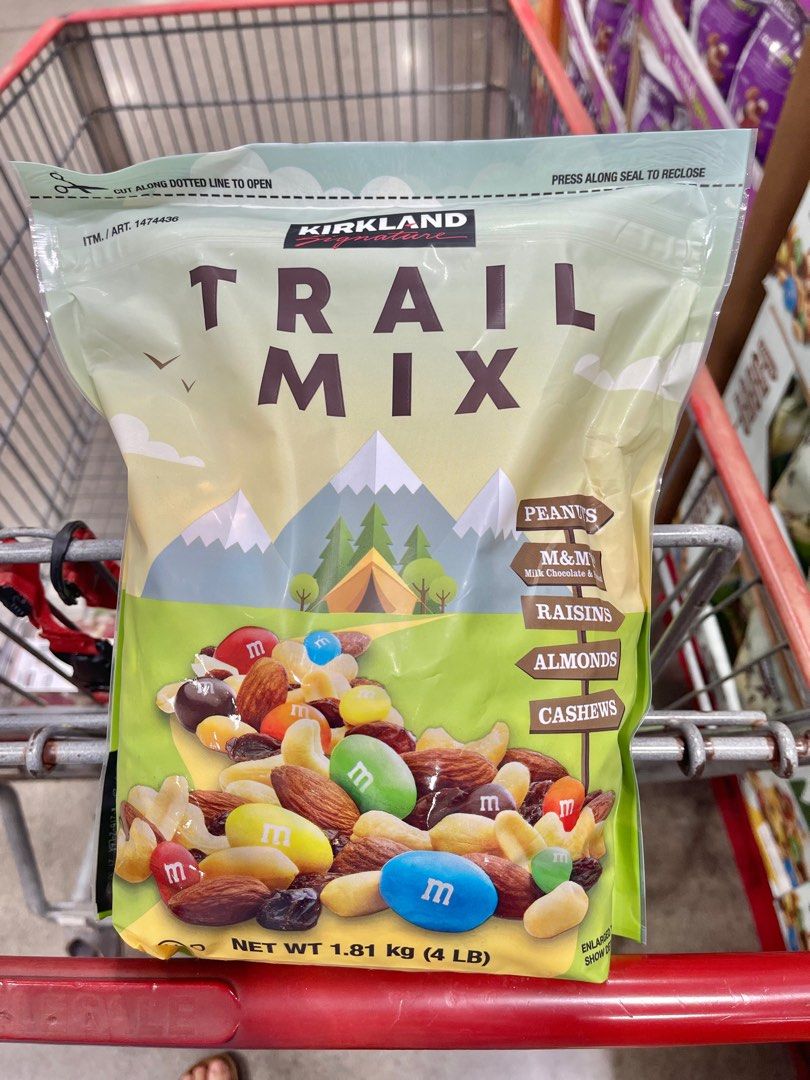 CUT ALONG DOTTED LINE TO OPEN
PRESS ALONG SEAL TO RECLOSE
ITM. / ART. 1474436
KIRKLAND
Signature
TRAIL
MIX
PEANUTS
M&M'S
Milk Chocolate &
RAISINS
ALMONDS
CASHEWS
m
m
m
m
m
m
m
m
m
m
m
m
NET WT 1.81 kg (4 LB)
SHOW